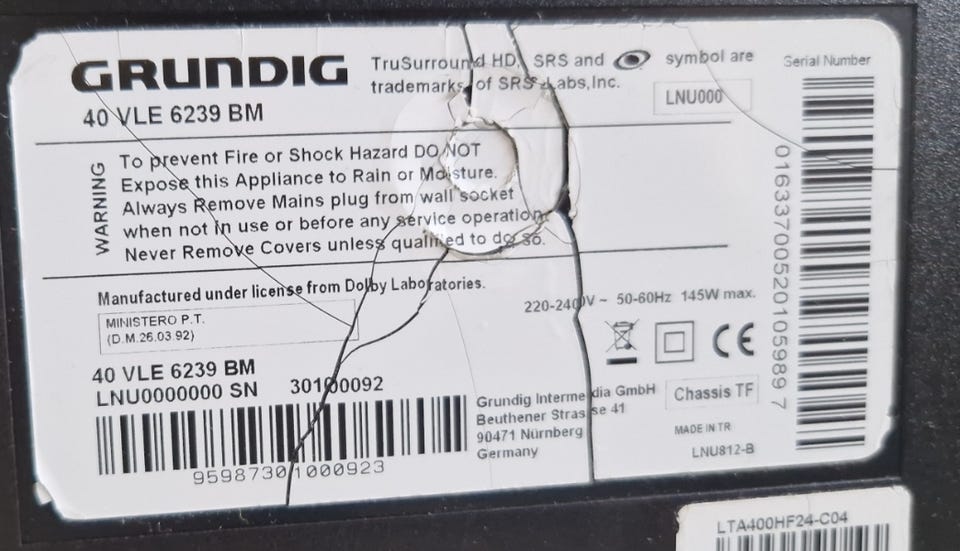 GRUNDIG
40 VLE 6239 BM
TruSurround HD, SRS and symbol are
trademarks of SRS Labs,Inc.
LNU000
Serial Number
WARNING
To prevent Fire or Shock Hazard DO NOT
Expose this Appliance to Rain or Moisture.
Always Remove Mains plug from wall socket
when not in use or before any service operation.
Never Remove Covers unless qualified to do so.
Manufactured under license from Dolby Laboratories.
MINISTERO P.T.
(D.M.26.03.92)
220-240V ~ 50-60Hz 145W max.
CE
40 VLE 6239 BM
LNU0000000 SN 30100092
95987301000923
Grundig Intermedia GmbH
Beuthener Strasse 41
90471 Nürnberg
Germany
Chassis TF
MADE IN TR
LNU812-B
016337005201059897
LTA400HF24-C04